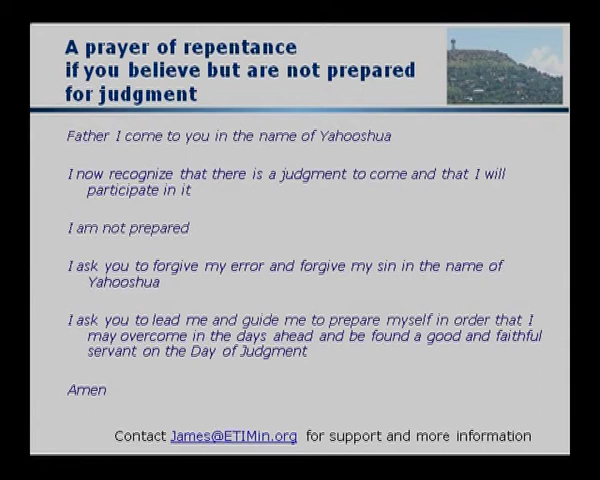 A prayer of repentance
if you believe but are not prepared
for judgment
Father I come to you in the name of Yahooshua
I now recognize that there is a judgment to come and that I will
participate in it
I am not prepared
I ask you to forgive my error and forgive my sin in the name of
Yahooshua
I ask you to lead me and guide me to prepare myself in order that I
may overcome in the days ahead and be found a good and faithful
servant on the Day of Judgment
Amen
Contact James@ETIMin.org for support and more information